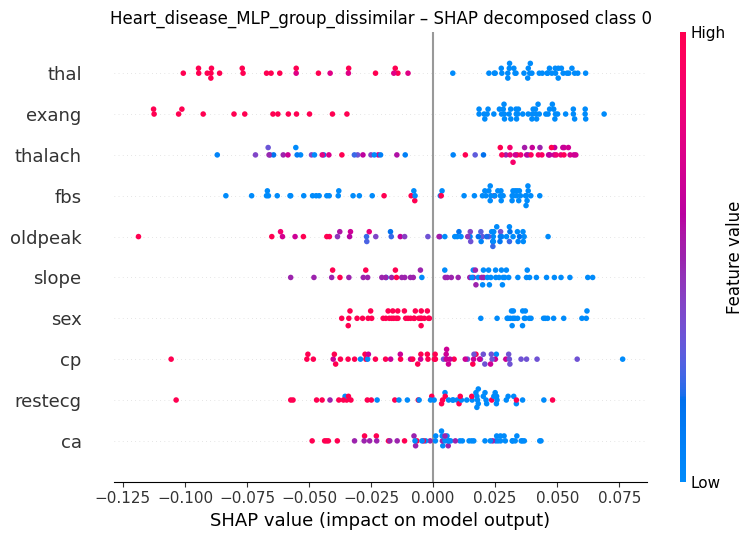 Heart_disease_MLP_group_dissimilar – SHAP decomposed class 0
High
thal
exang
thalach
fbs
oldpeak
slope
sex
cp
restecg
ca
Feature value
Low
−0.125 −0.100 −0.075 −0.050 −0.025 0.000 0.025 0.050 0.075
SHAP value (impact on model output)